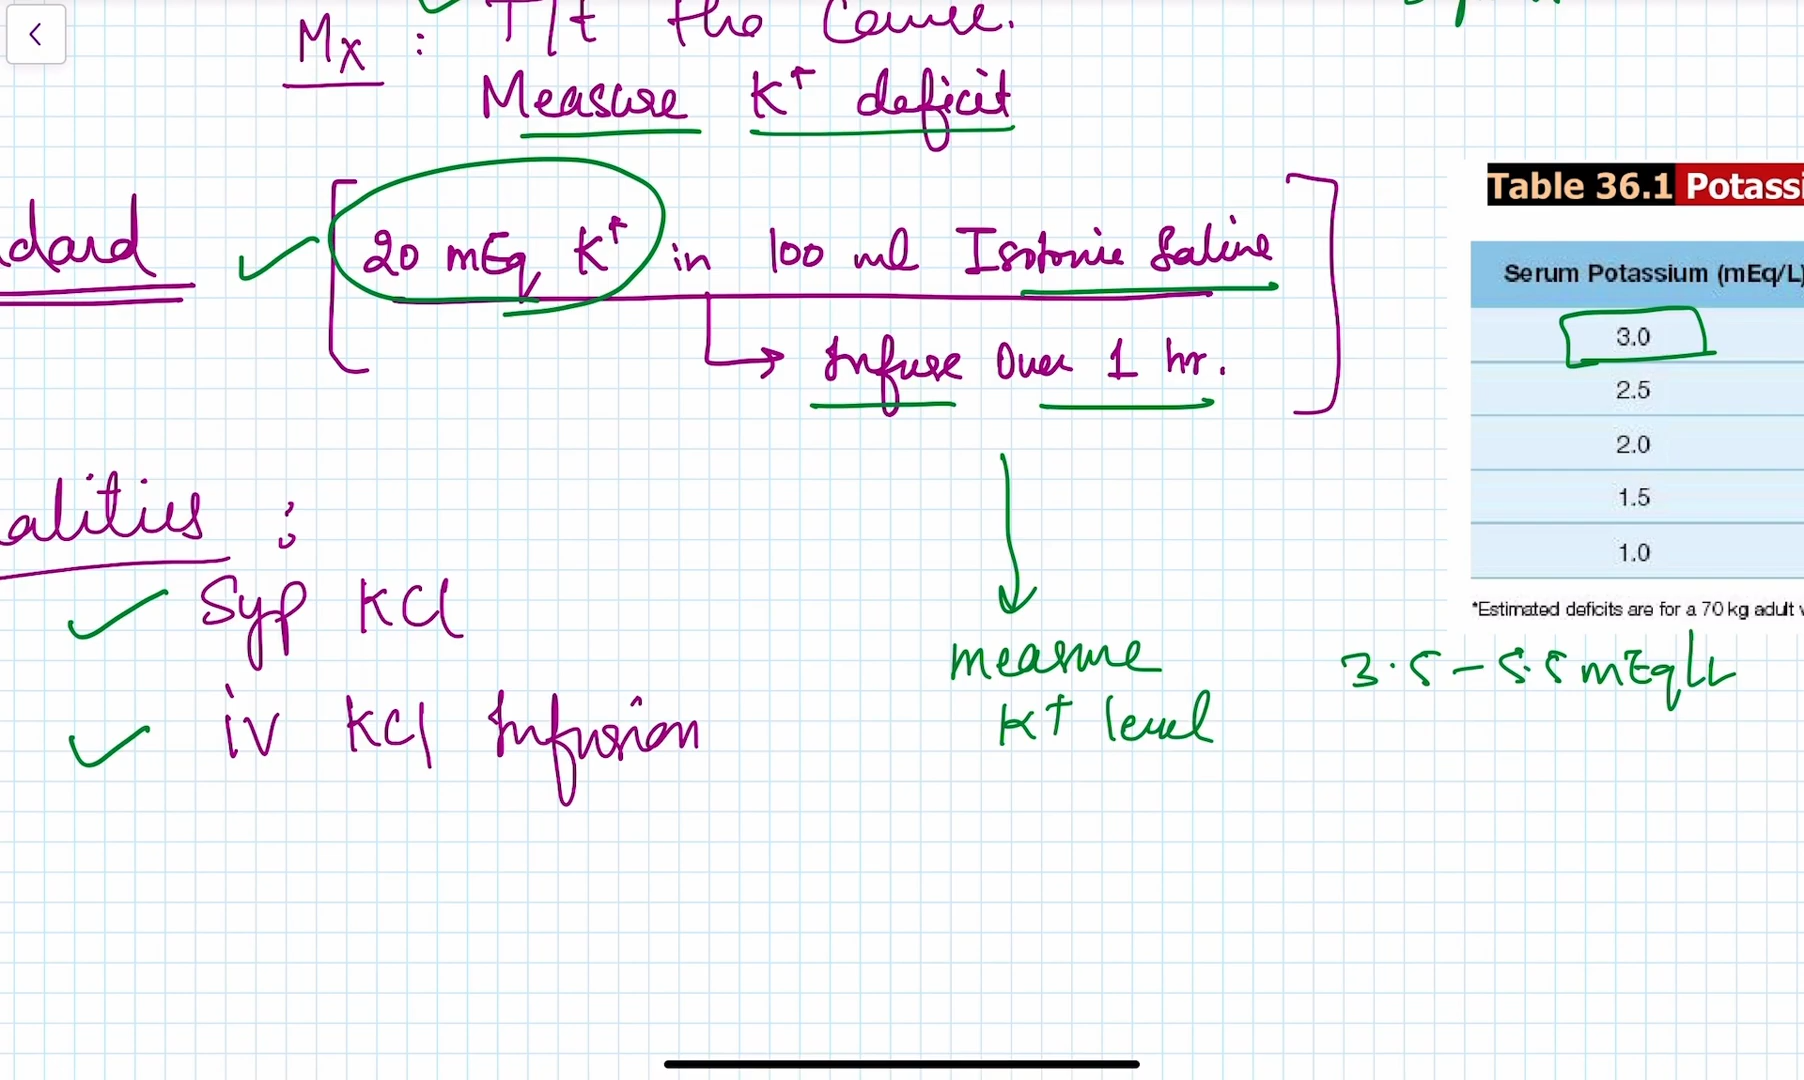 Mx : T/t the Cause.
Measure K+ deficit
dard
20 mEq K+ in 100 ml Isotonic Saline
Infuse Over 1 hr.
alities :
Syp KCl
iv KCl Infusion
measure
K+ level
Table 36.1 Potassi
Serum Potassium (mEq/L)
3.0
2.5
2.0
1.5
1.0
*Estimated deficits are for a 70 kg adult
3.5 - 5.5 mEq/L